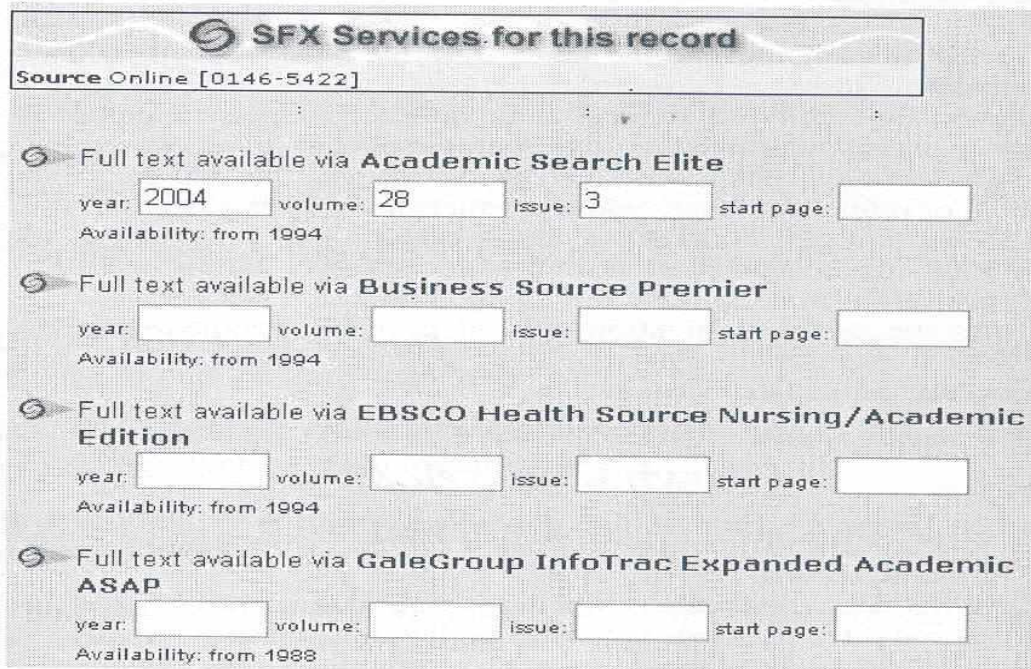 SFX Services for this record
Source Online [0146-5422]
Full text available via Academic Search Elite
year: 2004 volume: 28 issue: 3 start page:
Availability: from 1994
Full text available via Business Source Premier
year: volume: issue: start page:
Availability: from 1994
Full text available via EBSCO Health Source Nursing/Academic
Edition
year: volume: issue: start page:
Availability: from 1994
Full text available via GaleGroup InfoTrac Expanded Academic
ASAP
year: volume: issue: start page:
Availability: from 1988